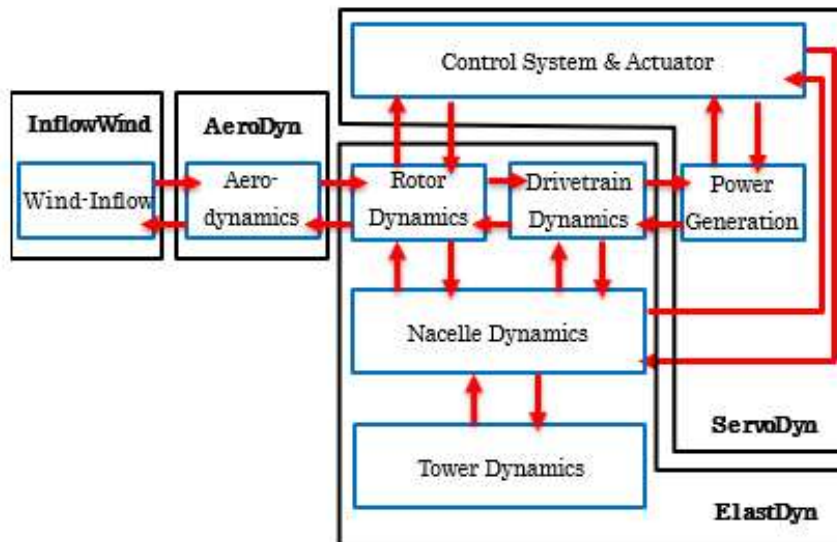 Control System & Actuator
InflowWind
AeroDyn
Wind-Inflow
Aero-
dynamics
Rotor
Dynamics
Drivetrain
Dynamics
Power
Generation
Nacelle Dynamics
ServoDyn
Tower Dynamics
ElastDyn